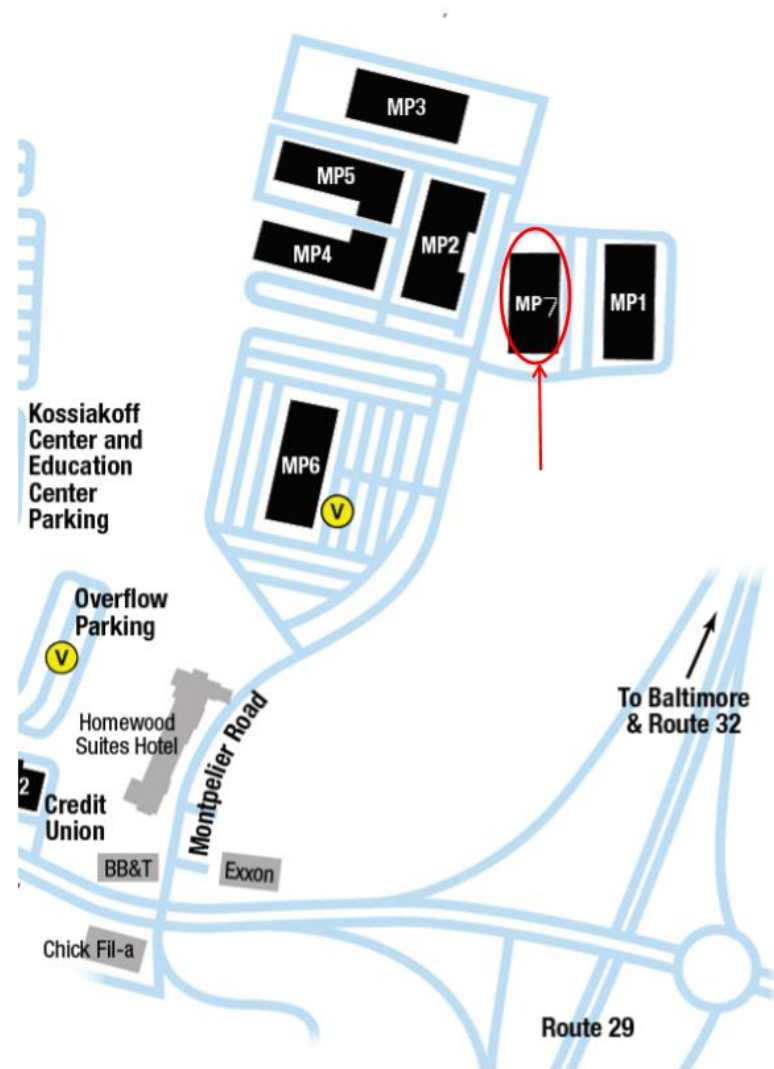 MP3
MP5
MP2
MP4
MP7
MP1
MP6
V
Kossiakoff
Center and
Education
Center
Parking
Overflow
Parking
V
Homewood
Suites Hotel
Montpelier Road
To Baltimore
& Route 32
2
Credit
Union
BB&T
Exxon
Chick Fil-a
Route 29